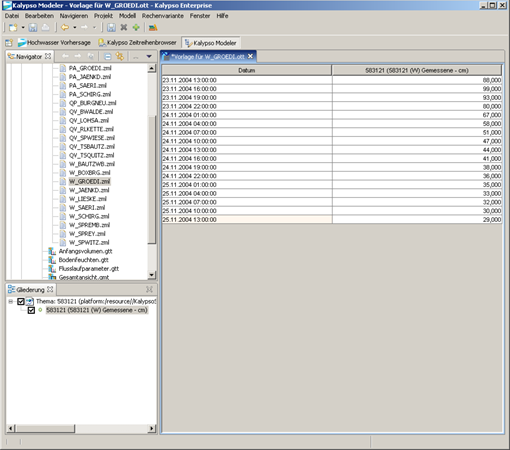 Kalypso Modeler - Vorlage für W_GROEDI.ott - Kalypso Enterprise
Datei Bearbeiten Navigieren Projekt Modell Rechenvariante Fenster Hilfe
Hochwasser Vorhersage Kalypso Zeitreihenbrowser Kalypso Modeler
Navigator
PA_GROEDI.zml
PA_JAENKD.zml
PA_SAERI.zml
PA_SCHIRG.zml
QP_BURGNEU.zml
QV_BWALDE.zml
QV_LOHSA.zml
QV_RLKETTE.zml
QV_SPWIESE.zml
QV_TSBAUTZ.zml
QV_TSQUITZ.zml
W_BAUTZWB.zml
W_BOXBRG.zml
W_GROEDI.zml
W_JAENKD.zml
W_LIESKE.zml
W_SAERI.zml
W_SCHIRG.zml
W_SPREMB.zml
W_SPREY.zml
W_SPWITZ.zml
Anfangsvolumen.gtt
Bodenfeuchten.gtt
Flusslaufparameter.gtt
Gesamtansicht.gmt
Gliederung
Thema: 583121 (platform:/resource//KalypsoS
583121 (583121 (W) Gemessene - cm)
*Vorlage für W_GROEDI.ott
Datum 583121 (583121 (W) Gemessene - cm)
23.11.2004 13:00:00 88,000
23.11.2004 16:00:00 99,000
23.11.2004 19:00:00 93,000
23.11.2004 22:00:00 80,000
24.11.2004 01:00:00 67,000
24.11.2004 04:00:00 58,000
24.11.2004 07:00:00 51,000
24.11.2004 10:00:00 47,000
24.11.2004 13:00:00 44,000
24.11.2004 16:00:00 41,000
24.11.2004 19:00:00 38,000
24.11.2004 22:00:00 36,000
25.11.2004 01:00:00 35,000
25.11.2004 04:00:00 33,000
25.11.2004 07:00:00 32,000
25.11.2004 10:00:00 30,000
25.11.2004 13:00:00 29,000